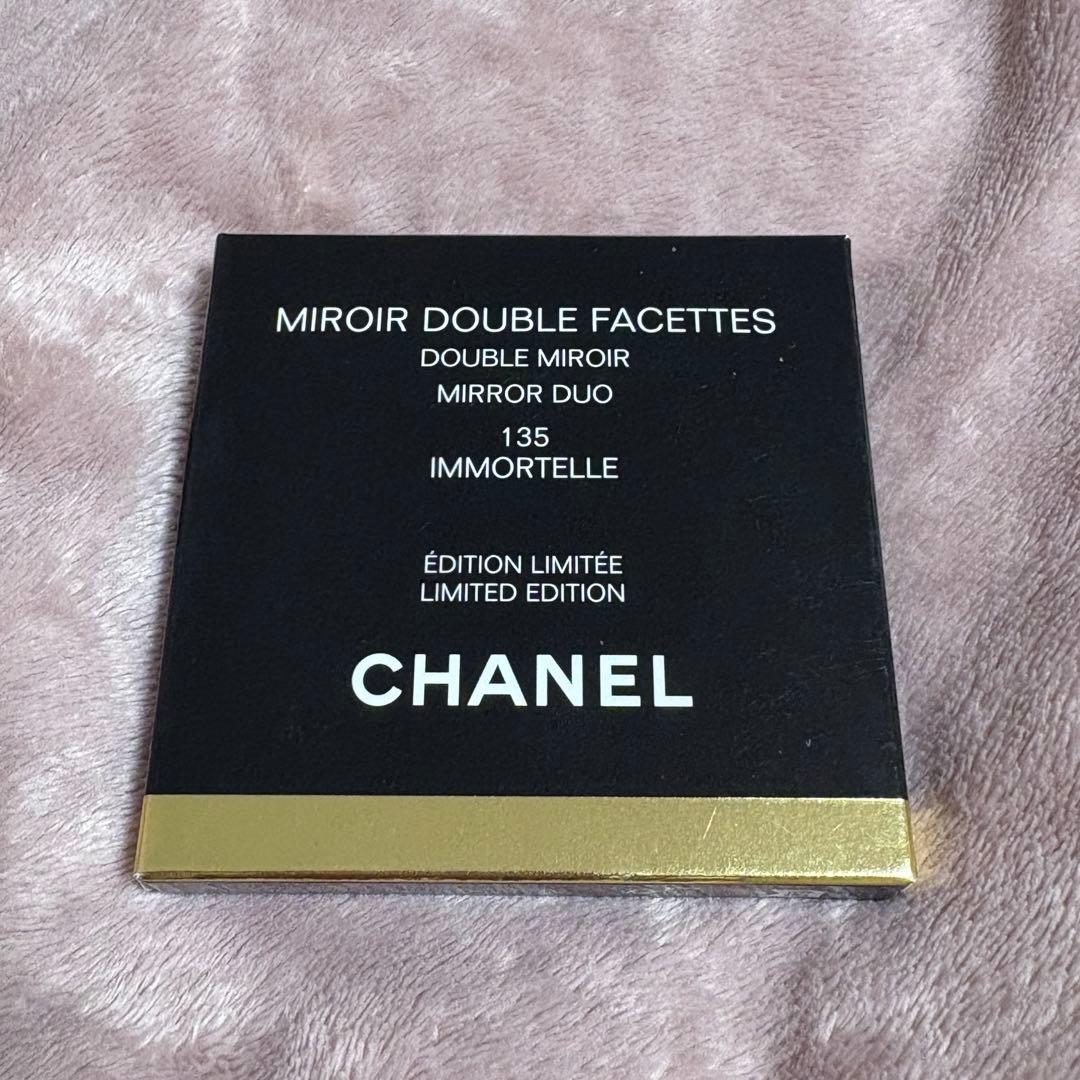 MIROIR DOUBLE FACETTES
DOUBLE MIROIR
MIRROR DUO
135
IMMORTELLE
ÉDITION LIMITÉE
LIMITED EDITION
CHANEL